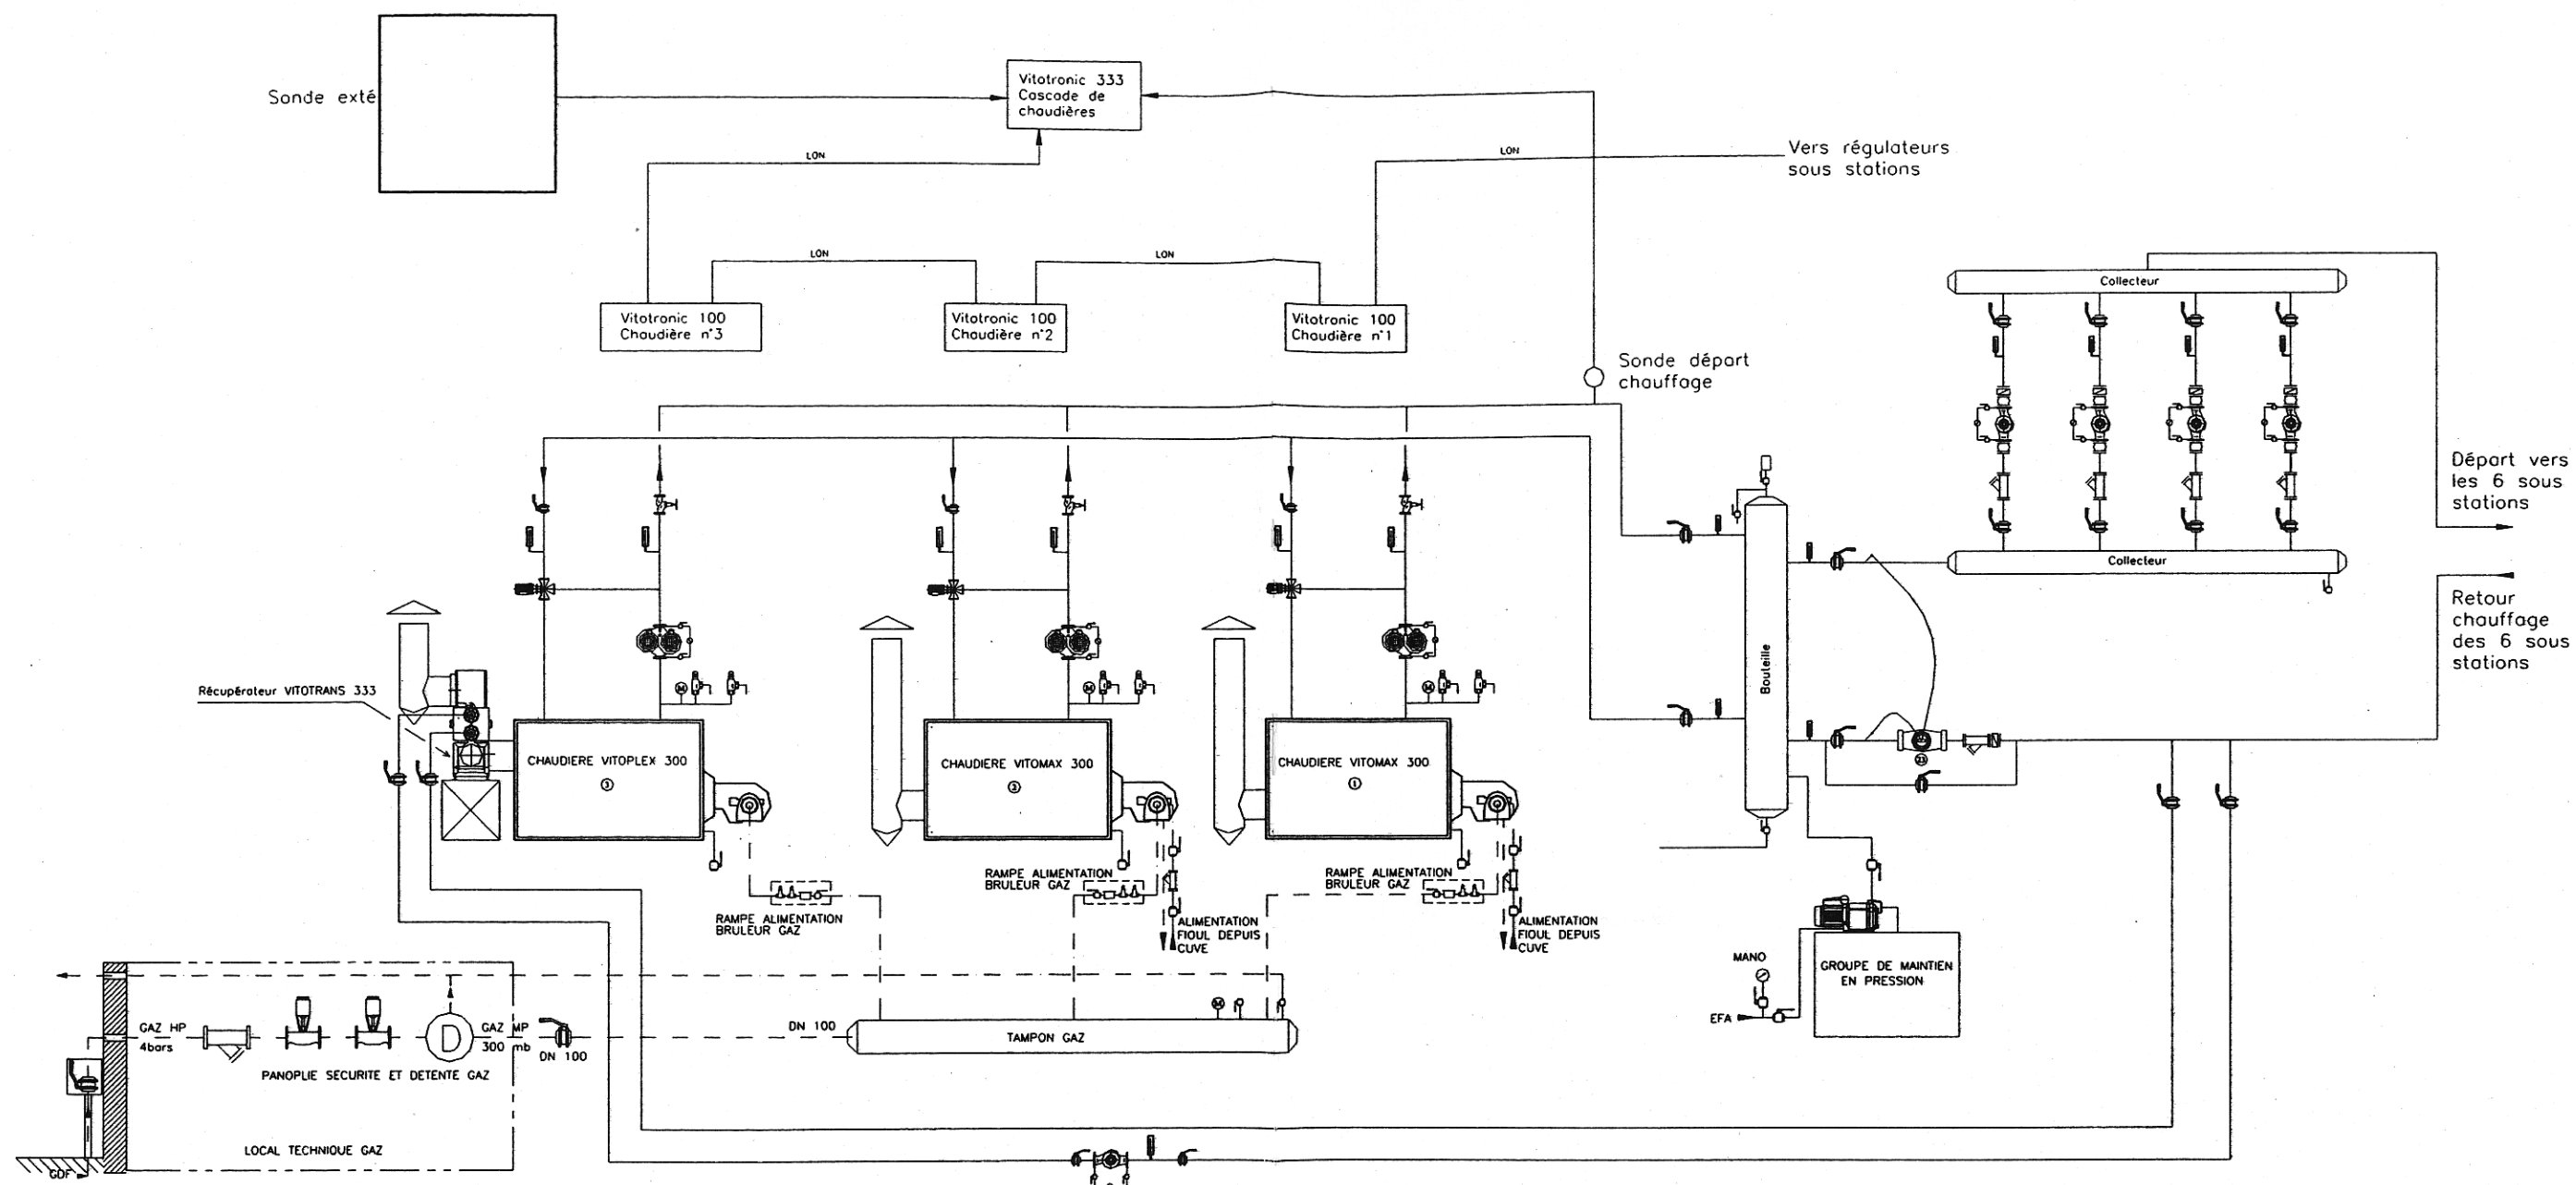 Sonde exté
Vitotronic 333
Cascade de
chaudières
LON
LON
Vers régulateurs
sous stations
LON
LON
Vitotronic 100
Chaudière n°3
Vitotronic 100
Chaudière n°2
Vitotronic 100
Chaudière n°1
Sonde départ
chauffage
Collecteur
Collecteur
Départ vers
les 6 sous
stations
Retour
chauffage
des 6 sous
stations
Bouteille
Récupérateur VITOTRANS 333
M
M
M
CHAUDIERE VITOPLEX 300
3
CHAUDIERE VITOMAX 300
2
CHAUDIERE VITOMAX 300
1
RAMPE ALIMENTATION
BRULEUR GAZ
RAMPE ALIMENTATION
BRULEUR GAZ
RAMPE ALIMENTATION
BRULEUR GAZ
ALIMENTATION
FIOUL DEPUIS
CUVE
ALIMENTATION
FIOUL DEPUIS
CUVE
MANO
EFA
GROUPE DE MAINTIEN
EN PRESSION
GAZ HP
4bars
D
GAZ MP
300 mb
DN 100
DN 100
M
TAMPON GAZ
PANOPLIE SECURITE ET DETENTE GAZ
LOCAL TECHNIQUE GAZ
GDF